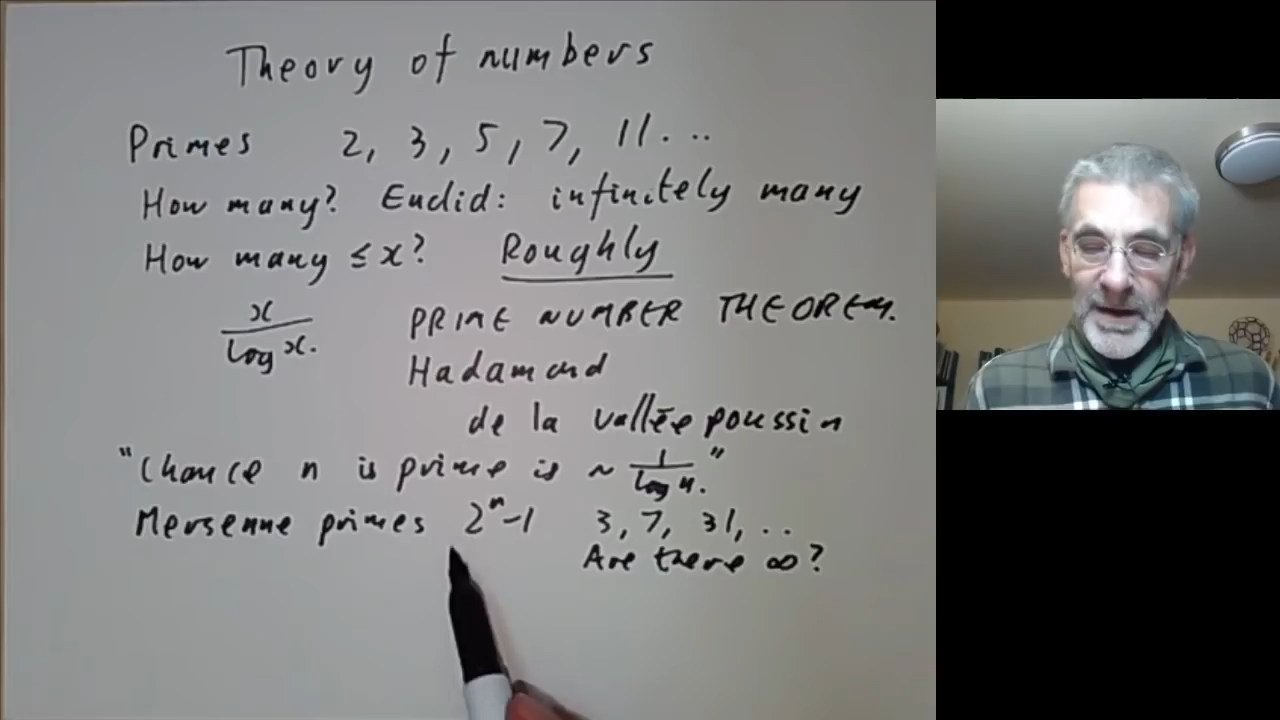 Theory of numbers
Primes 2, 3, 5, 7, 11...
How many? Euclid: infinitely many
How many ≤ x? Roughly
x/log x. PRIME NUMBER THEOREM.
Hadamard
de la vallée poussin
"Chance n is prime is ~ 1/log n."
Mersenne primes 2^n-1 3, 7, 31, ..
Are there ∞?